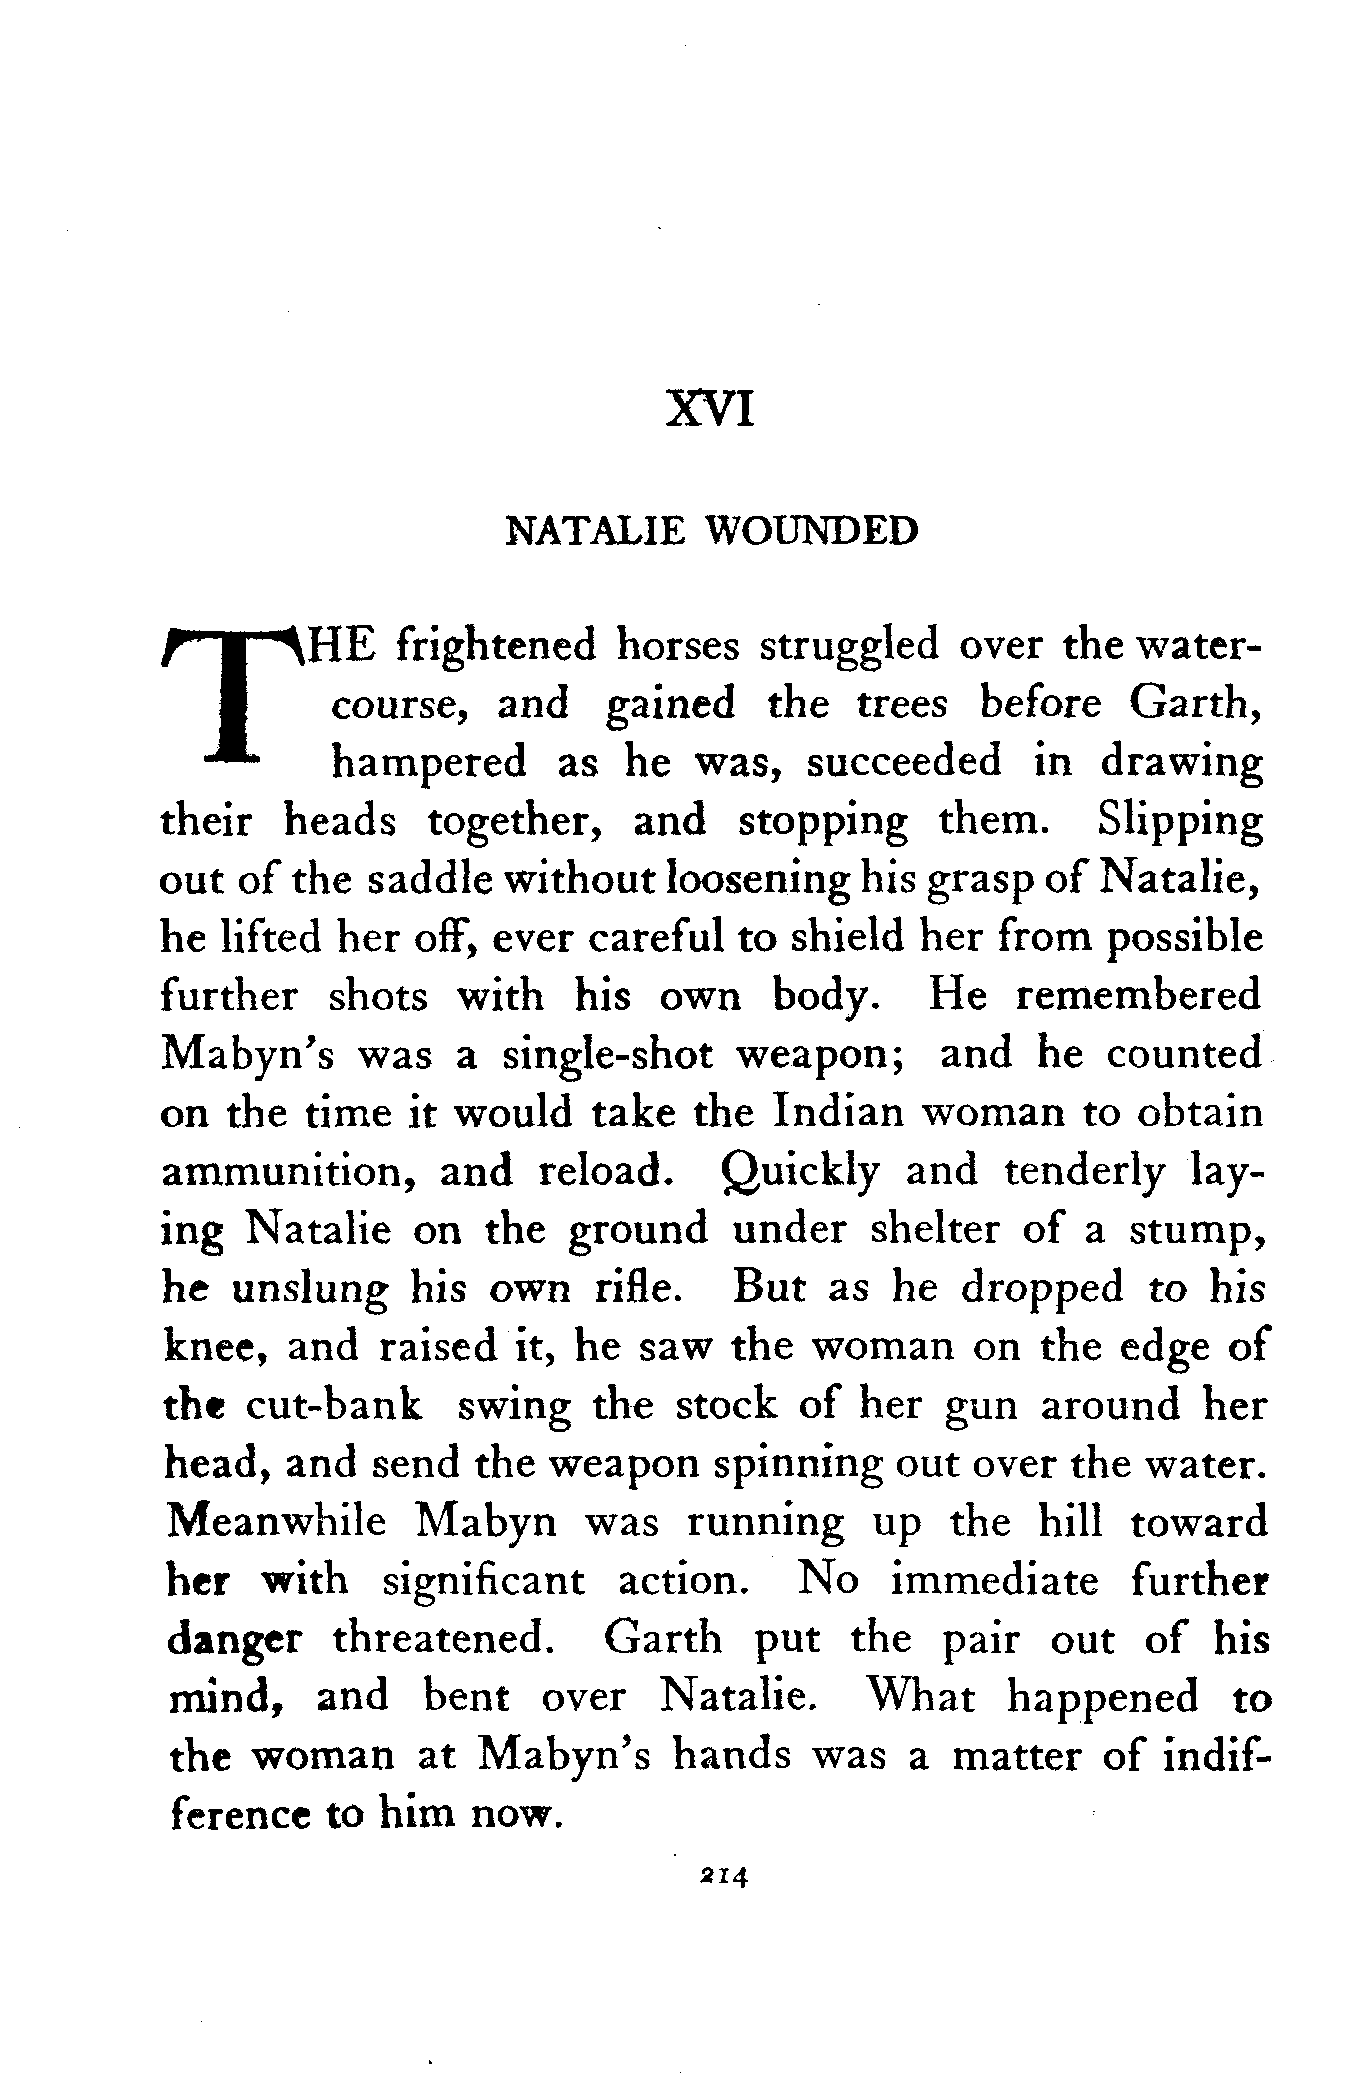 XVI
NATALIE WOUNDED
THE frightened horses struggled over the water-
course, and gained the trees before Garth,
hampered as he was, succeeded in drawing
their heads together, and stopping them. Slipping
out of the saddle without loosening his grasp of Natalie,
he lifted her off, ever careful to shield her from possible
further shots with his own body. He remembered
Mabyn's was a single-shot weapon; and he counted
on the time it would take the Indian woman to obtain
ammunition, and reload. Quickly and tenderly lay-
ing Natalie on the ground under shelter of a stump,
he unslung his own rifle. But as he dropped to his
knee, and raised it, he saw the woman on the edge of
the cut-bank swing the stock of her gun around her
head, and send the weapon spinning out over the water.
Meanwhile Mabyn was running up the hill toward
her with significant action. No immediate further
danger threatened. Garth put the pair out of his
mind, and bent over Natalie. What happened to
the woman at Mabyn's hands was a matter of indif-
ference to him now.
214